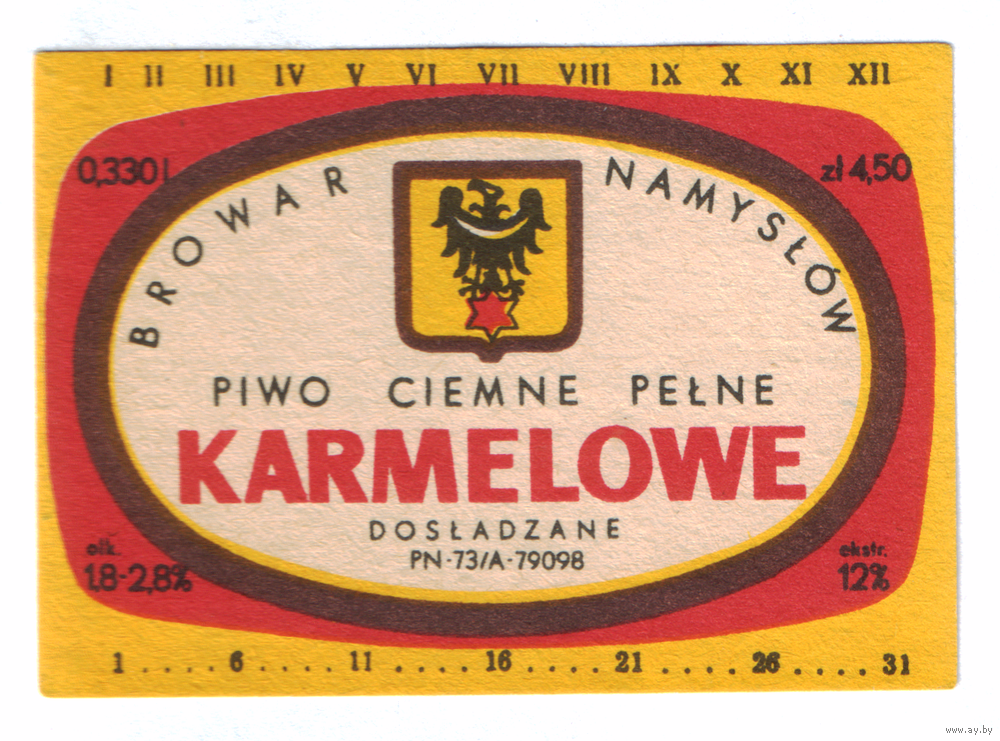 I II III IV V VI VII VIII IX X XI XII
0,330 l
zł 4,50
BROWAR NAMYSŁÓW
PIWO CIEMNE PEŁNE
KARMELOWE
DOSŁADZANE
PN-73/A-79098
alk.
1,8-2,8%
ekstr.
12%
1 . . . . 6 . . . . 11 . . . . 16 . . . . 21 . . . . 26 . . . . 31
www.ay.by